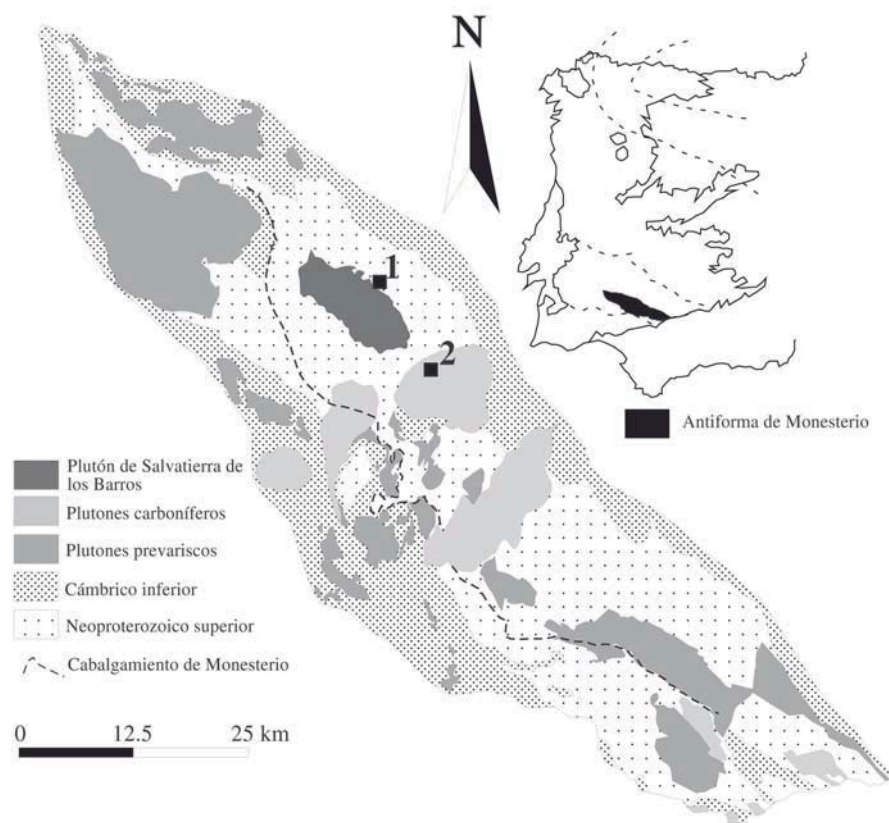 N
1
2
Antiforma de Monesterio
Plutón de Salvatierra de
los Barros
Plutones carboníferos
Plutones prevariscos
Cámbrico inferior
Neoproterozoico superior
Cabalgamiento de Monesterio
0 12.5 25 km